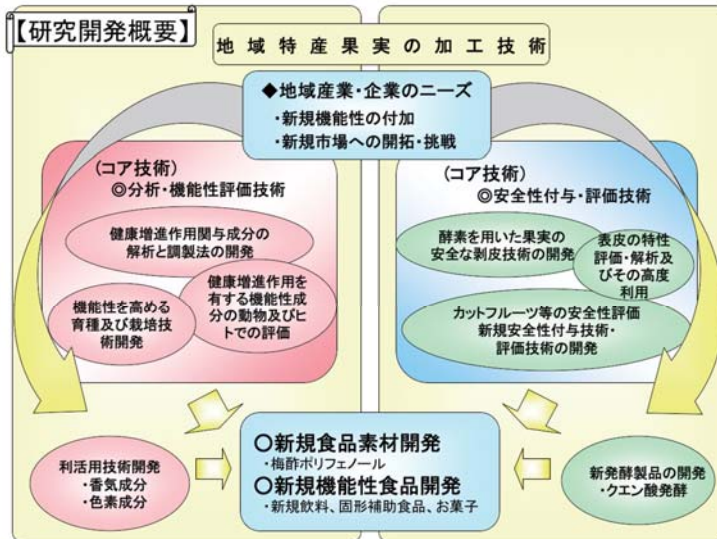 【研究開発概要】
地域特産果実の加工技術
◆地域産業・企業のニーズ
・新規機能性の付加
・新規市場への開拓・挑戦
(コア技術)
◎分析・機能性評価技術
健康増進作用関与成分の
解析と調製法の開発
機能性を高める
育種及び栽培技
術開発
健康増進作用を
有する機能性成
分の動物及びヒ
トでの評価
(コア技術)
◎安全性付与・評価技術
酵素を用いた果実の
安全な剥皮技術の開発
表皮の特性
評価・解析及
びその高度
利用
カットフルーツ等の安全性評価
新規安全性付与技術・
評価技術の開発
利活用技術開発
・香気成分
・色素成分
○新規食品素材開発
・梅酢ポリフェノール
○新規機能性食品開発
・新規飲料、固形補助食品、お菓子
新発酵製品の開発
・クエン酸発酵